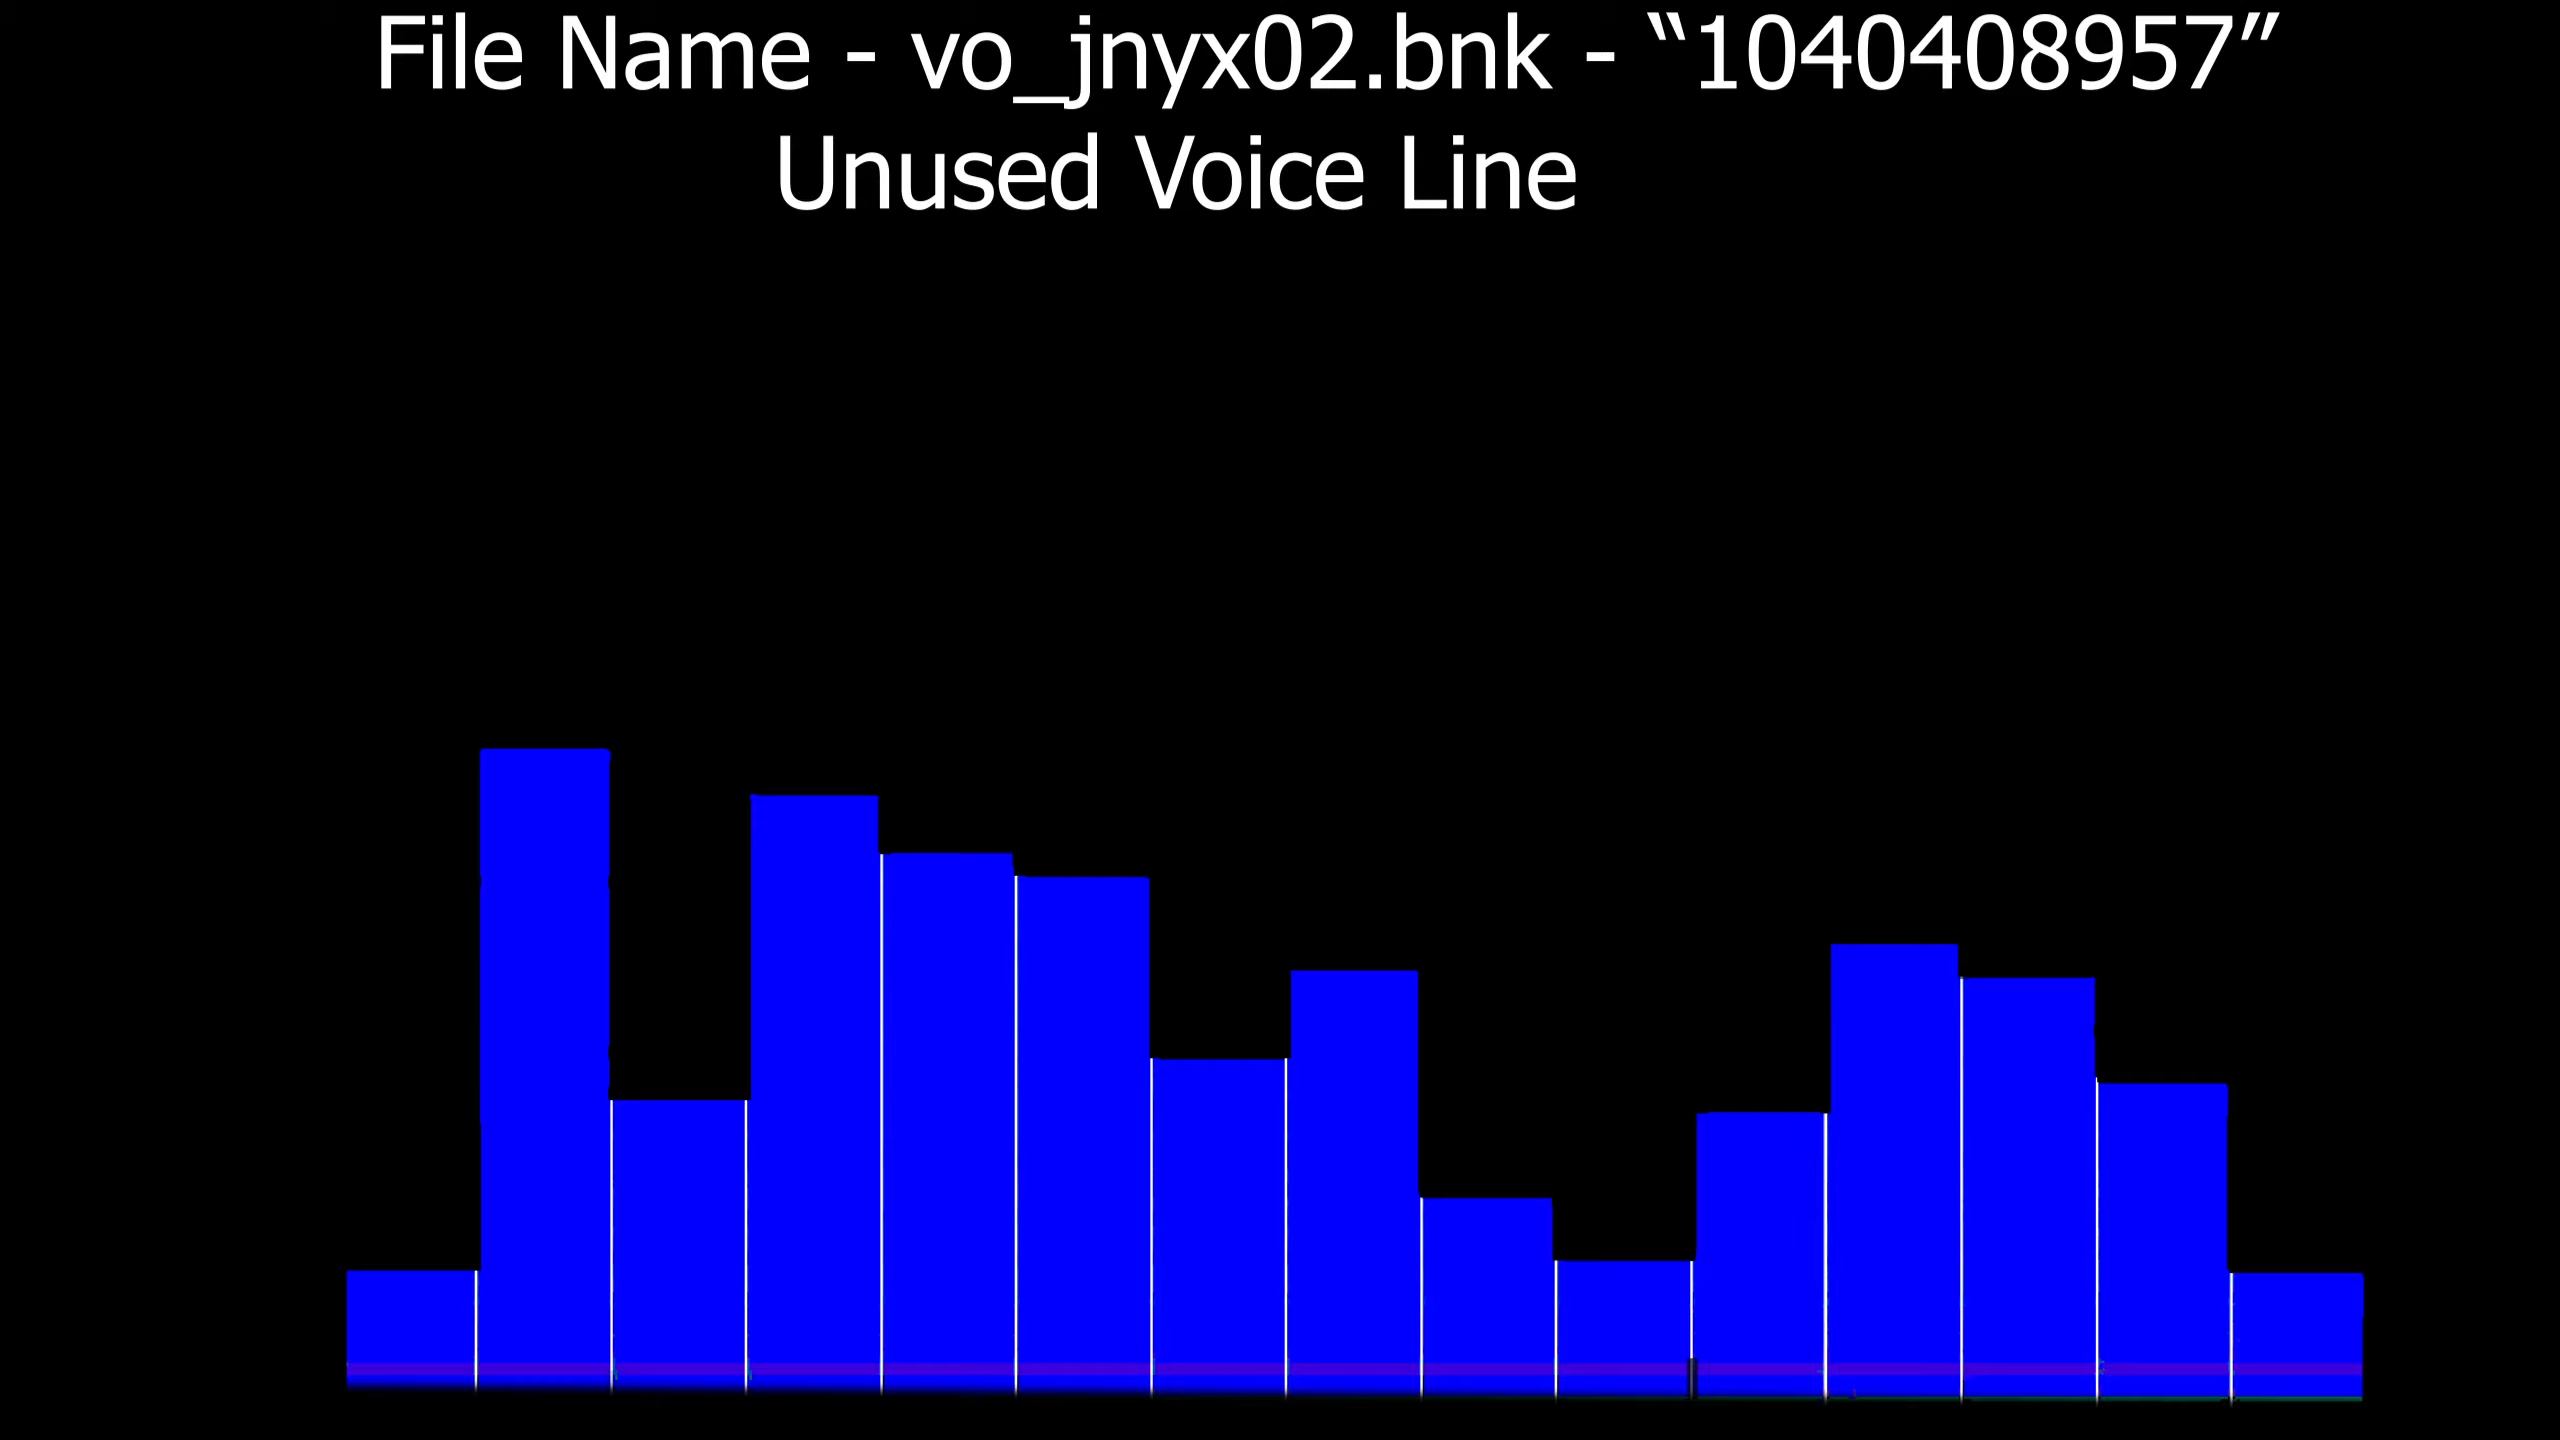 File Name - vo_jnyx02.bnk - “1040408957”
Unused Voice Line